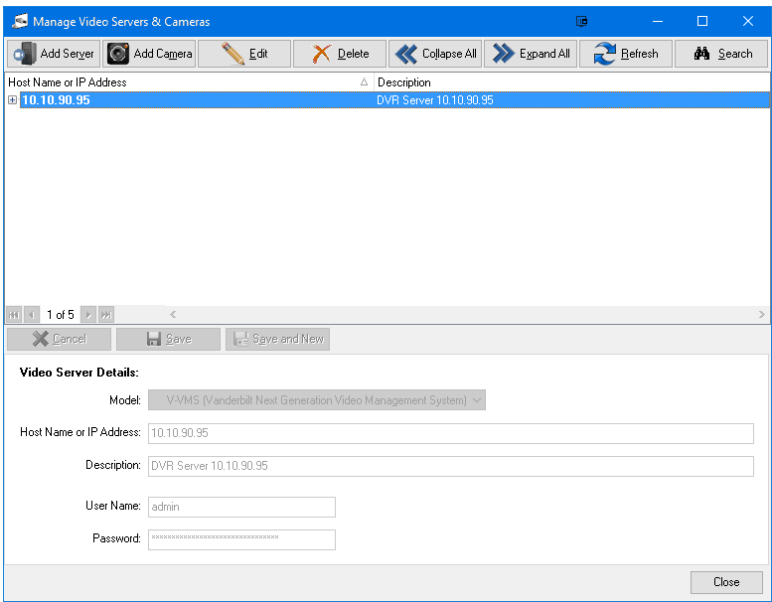 Manage Video Servers & Cameras
Add Server Add Camera Edit Delete Collapse All Expand All Refresh Search
Host Name or IP Address Description
10.10.90.95 DVR Server 10.10.90.95
1 of 5
Cancel Save Save and New
Video Server Details:
Model: V-VMS (Vanderbilt Next Generation Video Management System)
Host Name or IP Address: 10.10.90.95
Description: DVR Server 10.10.90.95
User Name: admin
Password: ********************************
Close